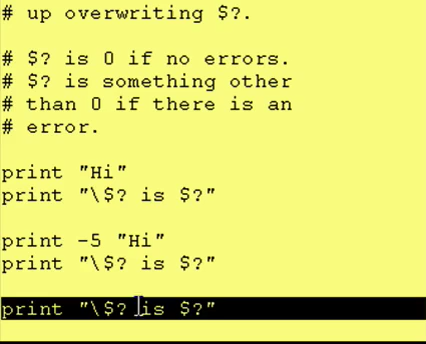 # up overwriting $?.
# $? is 0 if no errors.
# $? is something other
# than 0 if there is an
# error.
print "Hi"
print "\$? is $?"
print -5 "Hi"
print "\$? is $?"
print "\$? is $?"